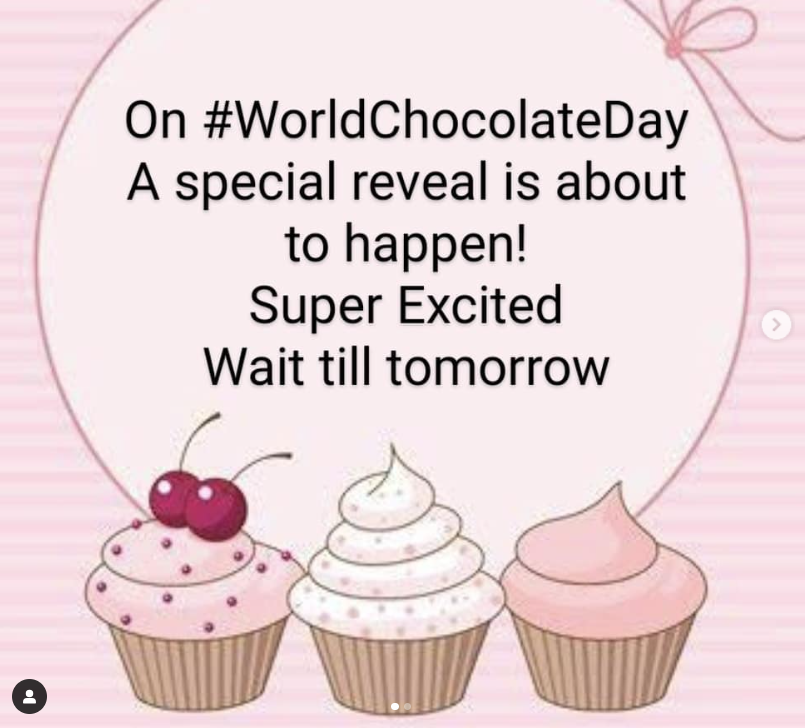 On #WorldChocolateDay
A special reveal is about
to happen!
Super Excited
Wait till tomorrow